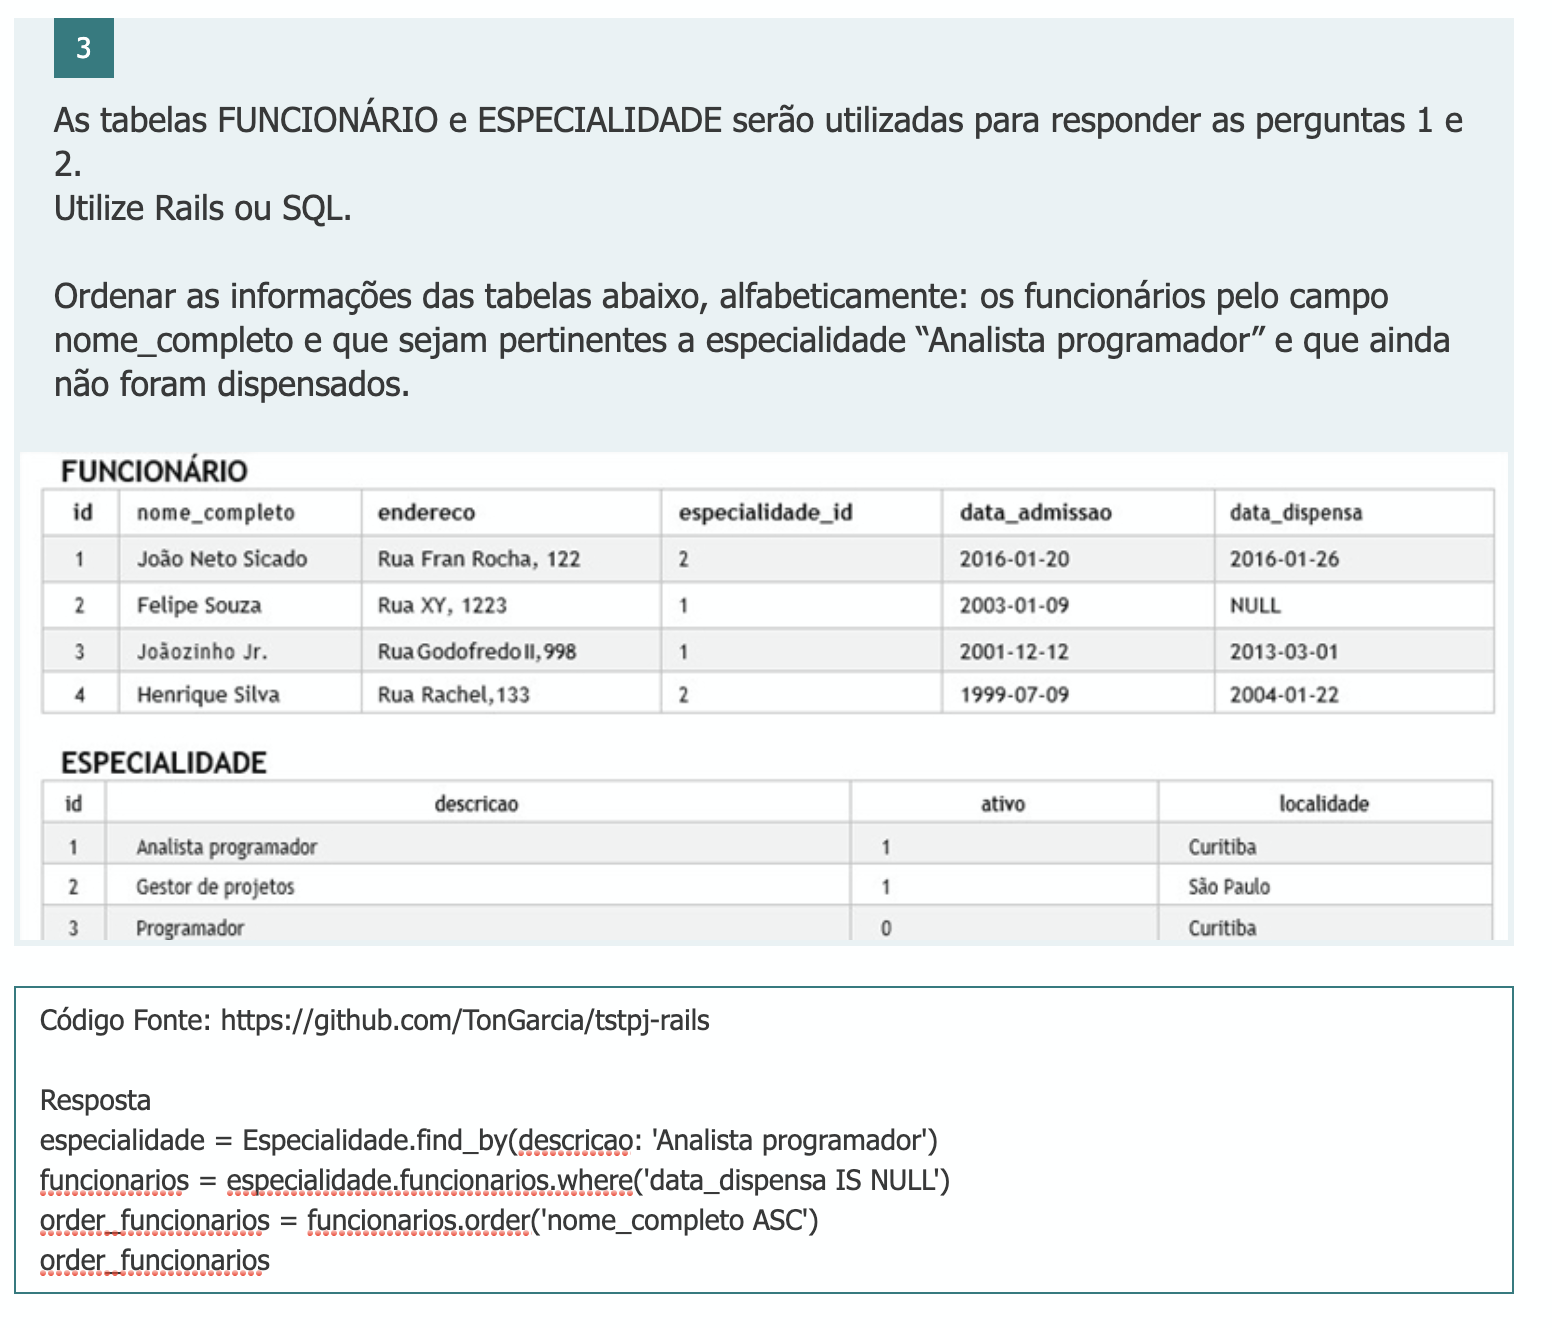 3
As tabelas FUNCIONÁRIO e ESPECIALIDADE serão utilizadas para responder as perguntas 1 e
2.
Utilize Rails ou SQL.
Ordenar as informações das tabelas abaixo, alfabeticamente: os funcionários pelo campo
nome_completo e que sejam pertinentes a especialidade “Analista programador” e que ainda
não foram dispensados.
FUNCIONÁRIO
id nome_completo endereco especialidade_id data_admissao data_dispensa
1 João Neto Sicado Rua Fran Rocha, 122 2 2016-01-20 2016-01-26
2 Felipe Souza Rua XY, 1223 1 2003-01-09 NULL
3 Joãozinho Jr. Rua Godofredo II, 998 1 2001-12-12 2013-03-01
4 Henrique Silva Rua Rachel, 133 2 1999-07-09 2004-01-22
ESPECIALIDADE
id descricao ativo localidade
1 Analista programador 1 Curitiba
2 Gestor de projetos 1 São Paulo
3 Programador 0 Curitiba
Código Fonte: https://github.com/TonGarcia/tstpj-rails
Resposta
especialidade = Especialidade.find_by(descricao: 'Analista programador')
funcionarios = especialidade.funcionarios.where('data_dispensa IS NULL')
order_funcionarios = funcionarios.order('nome_completo ASC')
order_funcionarios